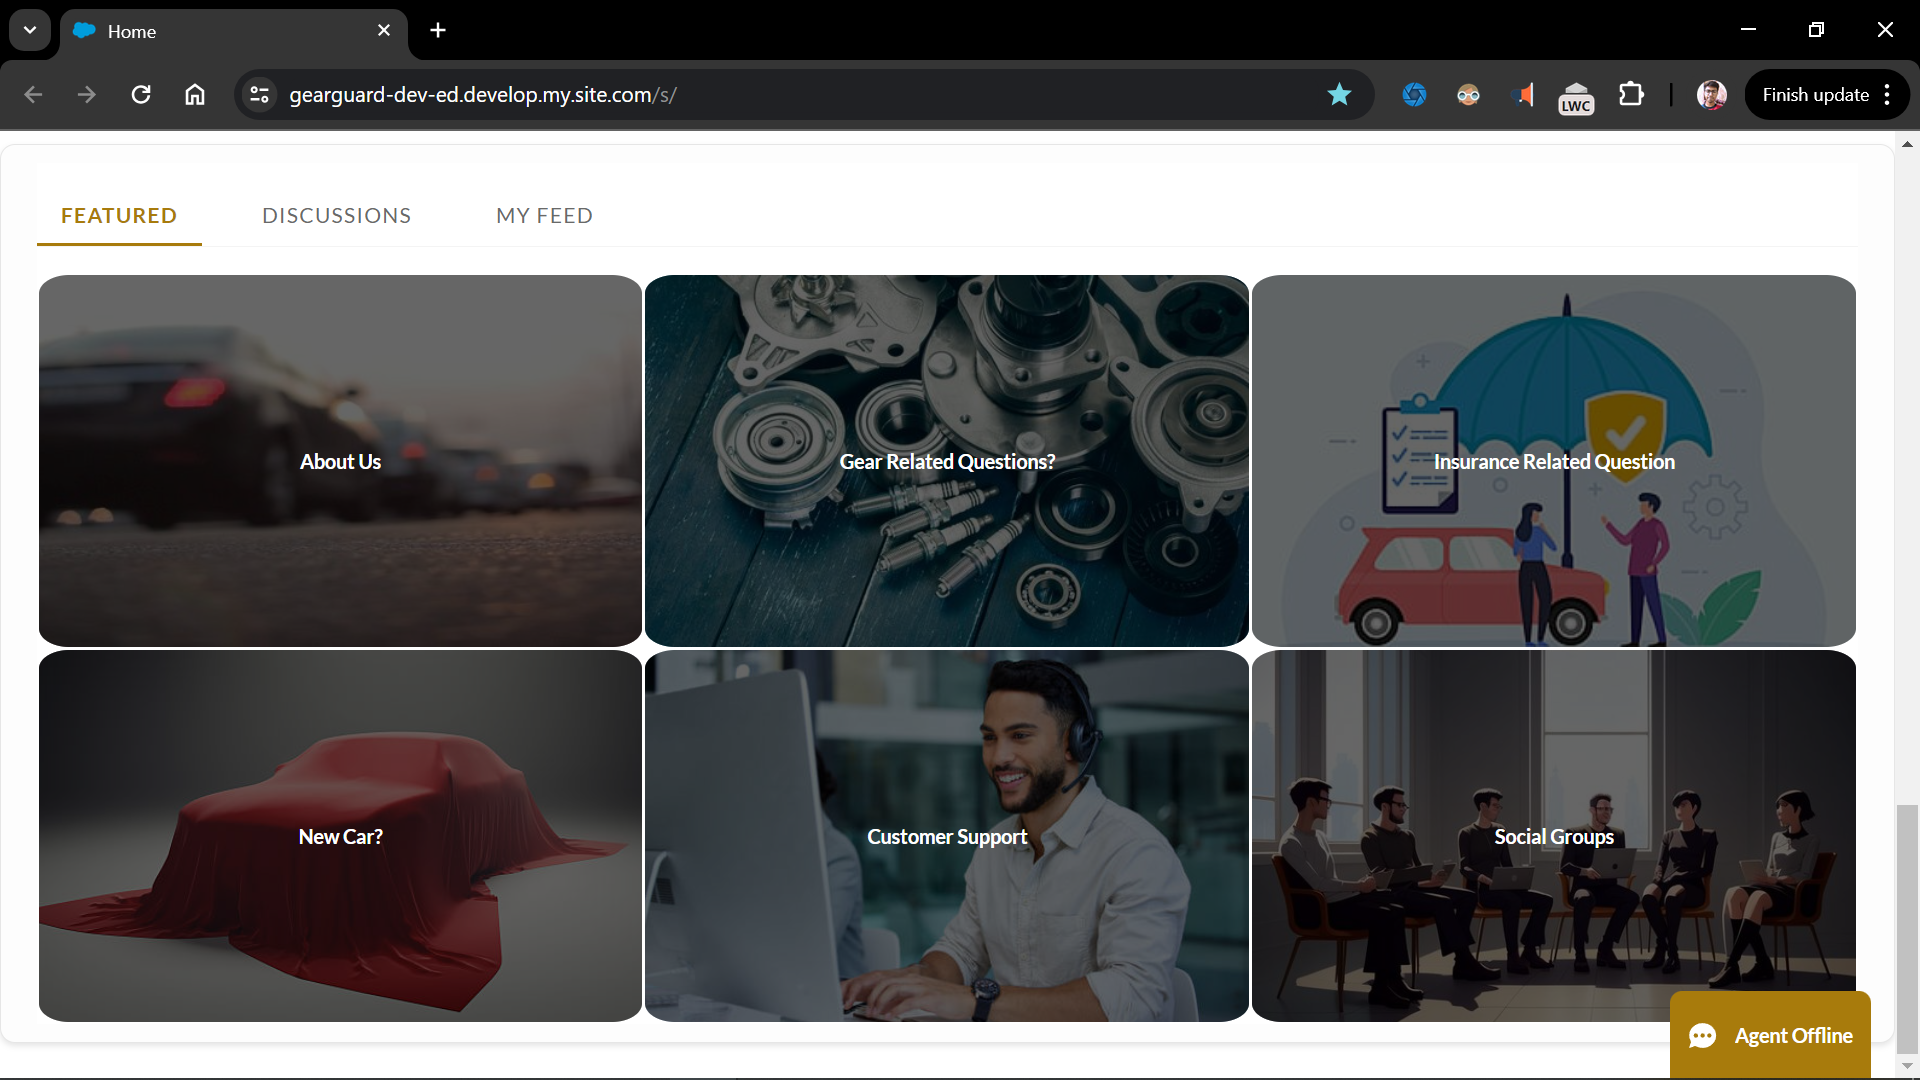 Home
gearguard-dev-ed.develop.my.site.com/s/
LWC
Finish update
FEATURED
DISCUSSIONS
MY FEED
About Us
Gear Related Questions?
Insurance Related Question
New Car?
Customer Support
Social Groups
Agent Offline